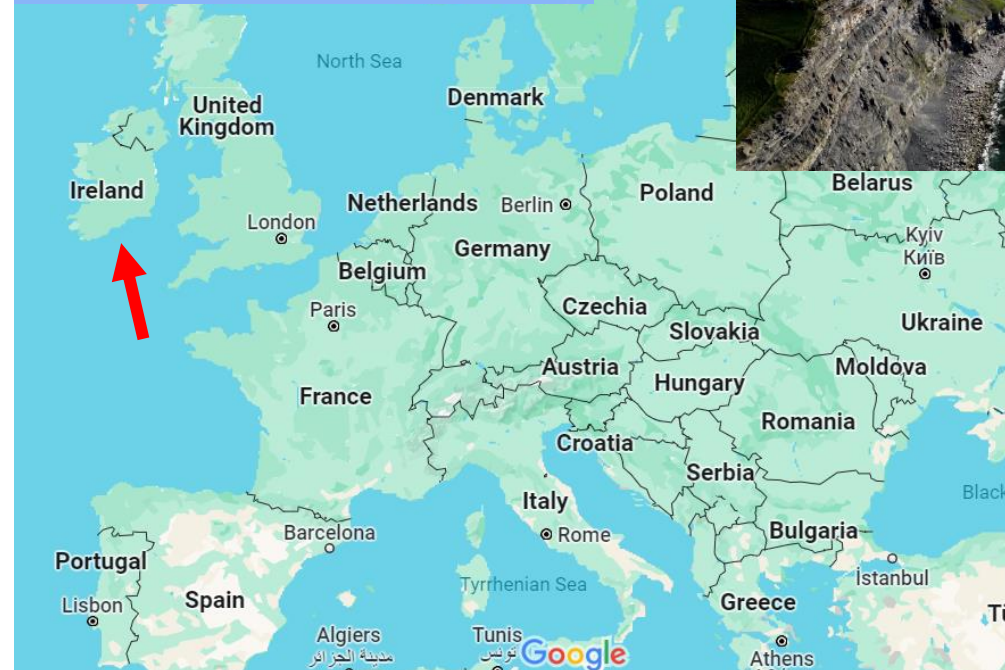 North Sea
Denmark
United
Kingdom
Ireland
Netherlands
Berlin
Poland
Belarus
London
Kyiv
Київ
Germany
Belgium
Paris
Czechia
Slovakia
Ukraine
Austria
Moldova
France
Hungary
Romania
Croatia
Serbia
Black
Italy
Rome
Bulgaria
Barcelona
Portugal
İstanbul
Tyrrhenian Sea
Lisbon
Spain
Greece
Algiers
مدينة الجزائر
Tunis
تونس
Google
Athens